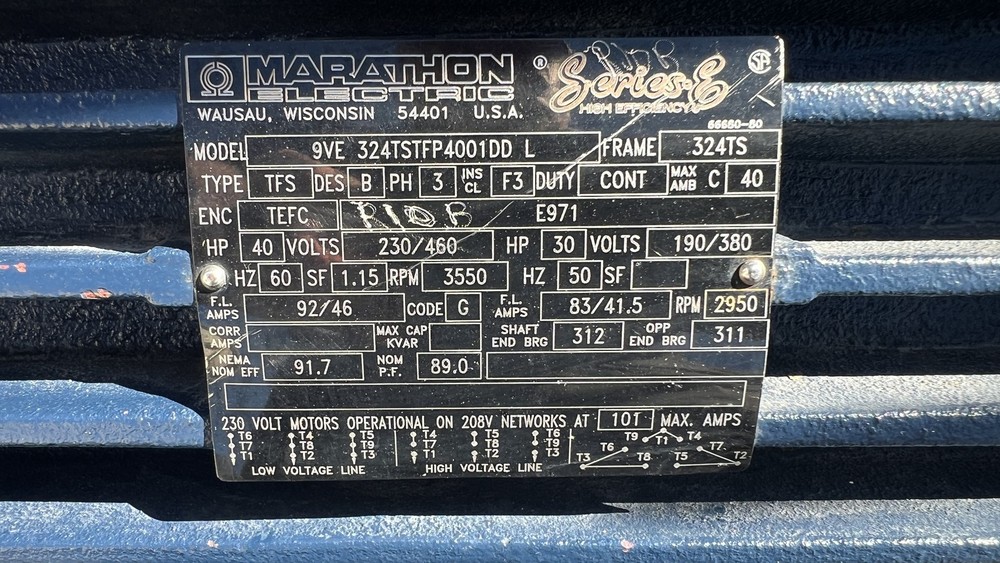 MARATHON ® Series-E
ELECTRIC HIGH EFFICIENCY
WAUSAU, WISCONSIN 54401 U.S.A.
66680-80
MODEL 9VE 324TSTFP4001DD L FRAME 324TS
TYPE TFS DES B PH 3 INS CL F3 DUTY CONT MAX AMB C 40
ENC TEFC E971
HP 40 VOLTS 230/460 HP 30 VOLTS 190/380
HZ 60 SF 1.15 RPM 3550 HZ 50 SF
F.L. AMPS 92/46 CODE G F.L. AMPS 83/41.5 RPM 2950
CORR AMPS MAX CAP KVAR SHAFT END BRG 312 OPP END BRG 311
NEMA NOM EFF 91.7 NOM P.F. 89.0
230 VOLT MOTORS OPERATIONAL ON 208V NETWORKS AT 101 MAX. AMPS
T6 T4 T5 T4 T5 T6 T9 T1 T4
T7 T8 T9 T7 T8 T9 T6 T7
T1 T2 T3 T1 T2 T3 T3 T8 T5 T2
LOW VOLTAGE LINE HIGH VOLTAGE LINE